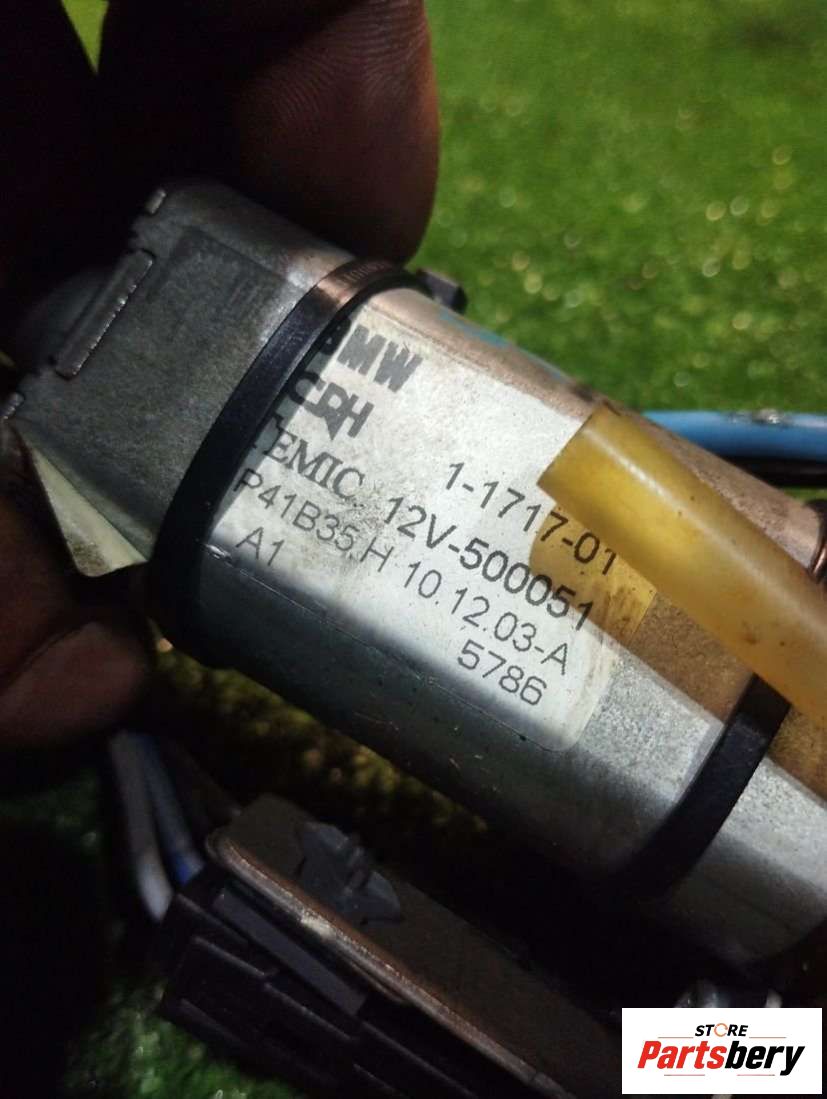 BMW
CRH
TEMIC 1-1717-01
P41B35.H 12V-500051
A1 10.12.03-A
5786
STORE
Partsbery